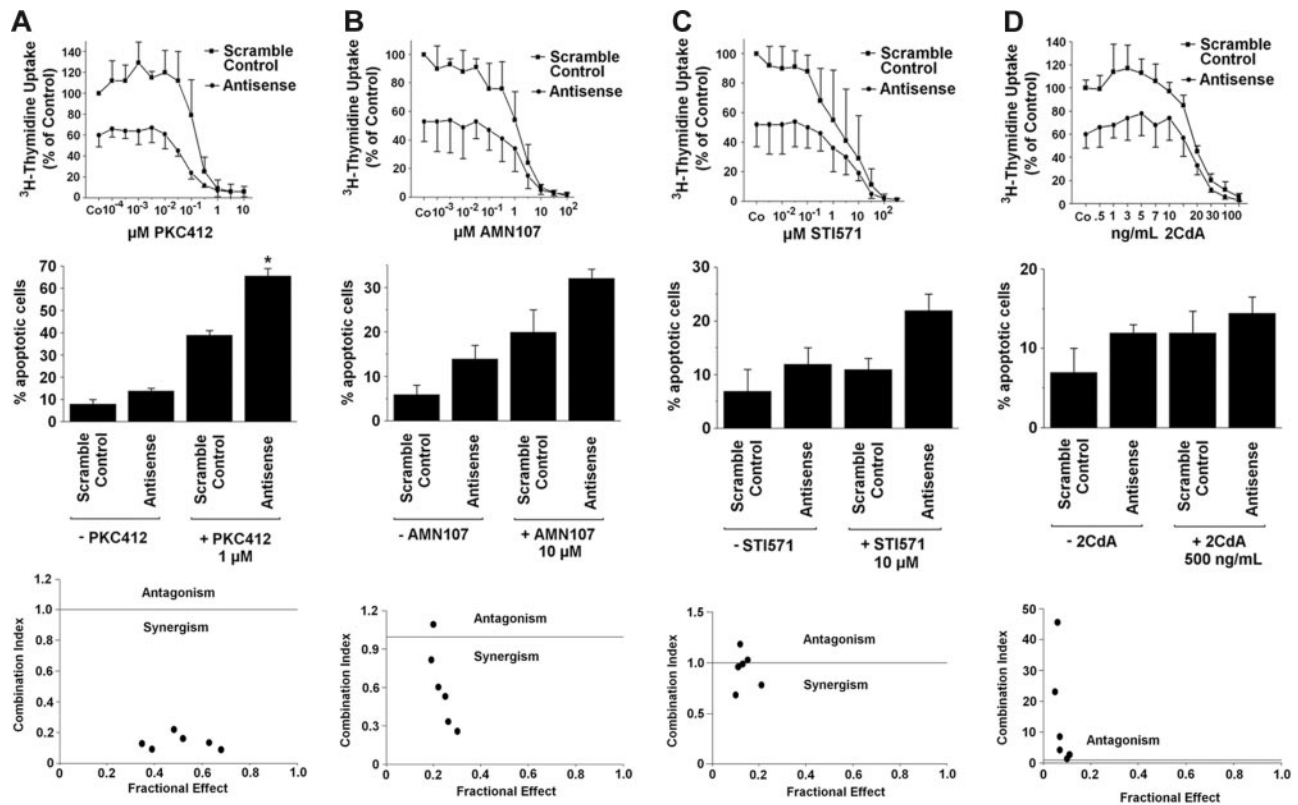 A
³H-Thymidine Uptake
(% of Control)
140
120
100
80
60
40
20
0
Scramble
Control
Antisense
Co 10⁻⁴ 10⁻³ 10⁻² 10⁻¹ 1 10
µM PKC412
B
³H-Thymidine Uptake
(% of Control)
100
80
60
40
20
0
Scramble
Control
Antisense
Co 10⁻³ 10⁻² 10⁻¹ 1 10 10²
µM AMN107
C
³H-Thymidine Uptake
(% of Control)
100
80
60
40
20
0
Scramble
Control
Antisense
Co 10⁻² 10⁻¹ 1 10 10²
µM STI571
D
³H-Thymidine Uptake
(% of Control)
140
120
100
80
60
40
20
0
Scramble
Control
Antisense
Co .5 1 3 5 7 10 20 30 100
ng/mL 2CdA
% apoptotic cells
70
60
50
40
30
20
10
0
*
Scramble
Control
Antisense
Scramble
Control
Antisense
- PKC412
+ PKC412
1 µM
% apoptotic cells
30
20
10
0
Scramble
Control
Antisense
Scramble
Control
Antisense
- AMN107
+ AMN107
10 µM
% apoptotic cells
30
20
10
0
Scramble
Control
Antisense
Scramble
Control
Antisense
- STI571
+ STI571
10 µM
% apoptotic cells
20
10
0
Scramble
Control
Antisense
Scramble
Control
Antisense
- 2CdA
+ 2CdA
500 ng/mL
Combination Index
1.2
1.0
0.8
0.6
0.4
0.2
0
Antagonism
Synergism
0 0.2 0.4 0.6 0.8 1.0
Fractional Effect
Combination Index
1.2
0.9
0.6
0.3
0
Antagonism
Synergism
0 0.2 0.4 0.6 0.8 1.0
Fractional Effect
Combination Index
1.5
1.0
0.5
0
Antagonism
Synergism
0 0.2 0.4 0.6 0.8 1.0
Fractional Effect
Combination Index
50
40
30
20
10
0
Antagonism
0 0.2 0.4 0.6 0.8 1.0
Fractional Effect